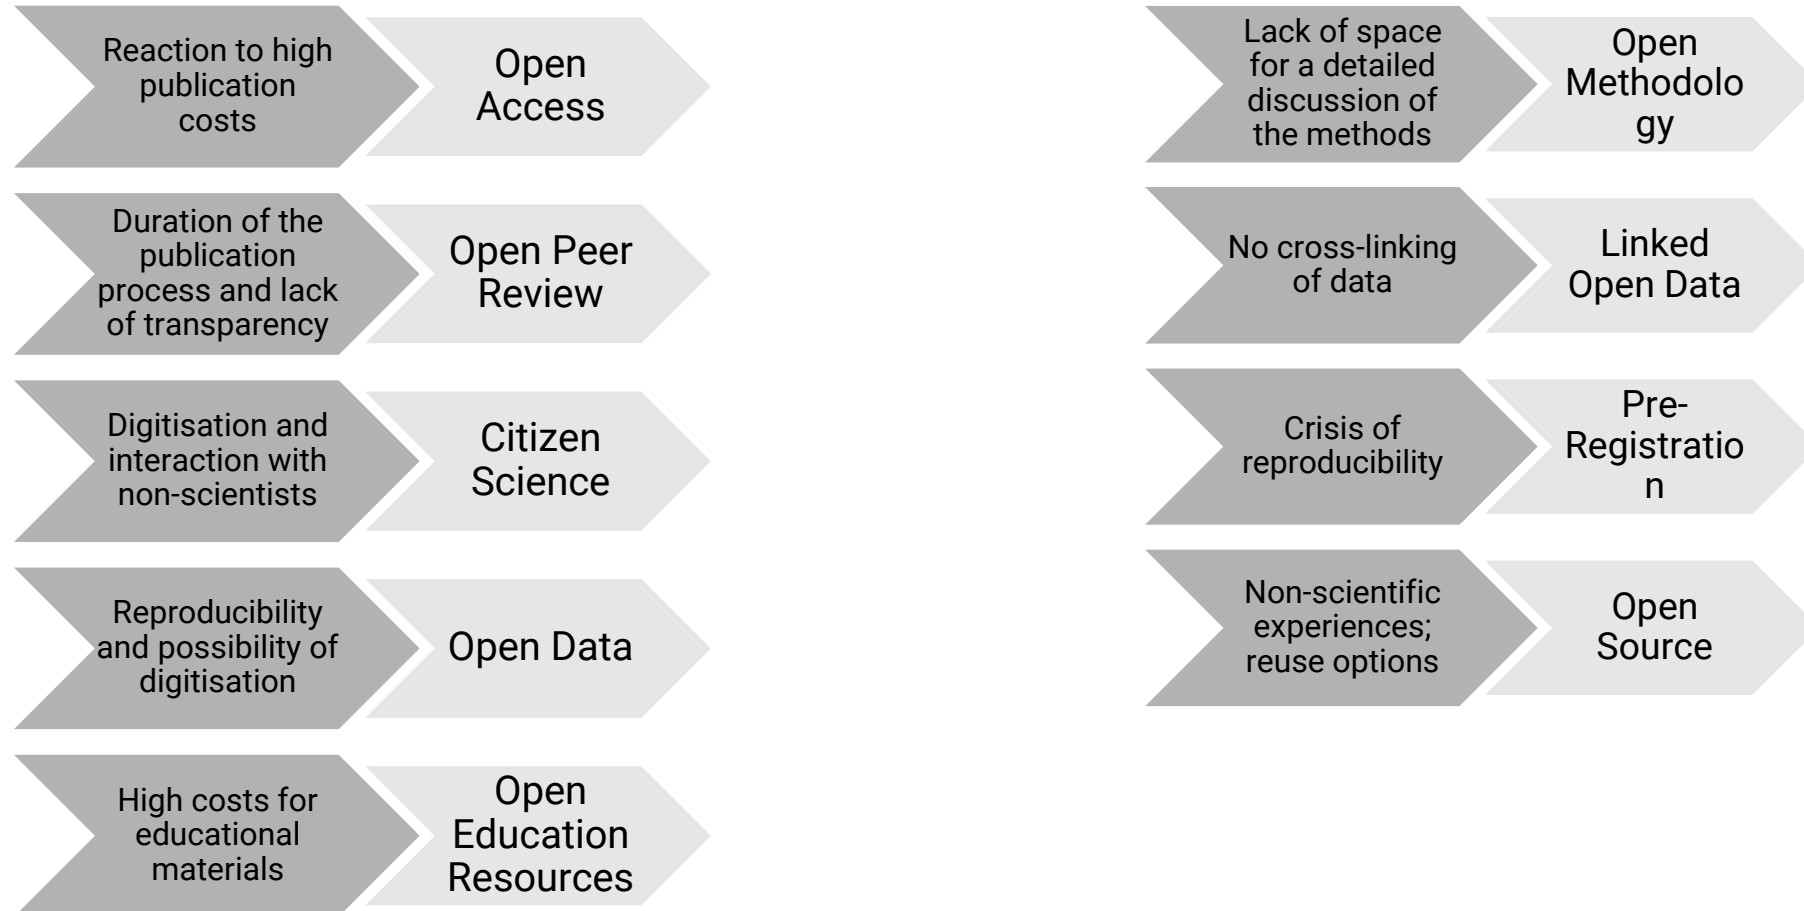 Reaction to high
publication
costs
Open
Access
Duration of the
publication
process and lack
of transparency
Open Peer
Review
Digitisation and
interaction with
non-scientists
Citizen
Science
Reproducibility
and possibility of
digitisation
Open Data
High costs for
educational
materials
Open
Education
Resources
Lack of space
for a detailed
discussion of
the methods
Open
Methodolo
gy
No cross-linking
of data
Linked
Open Data
Crisis of
reproducibility
Pre-
Registratio
n
Non-scientific
experiences;
reuse options
Open
Source